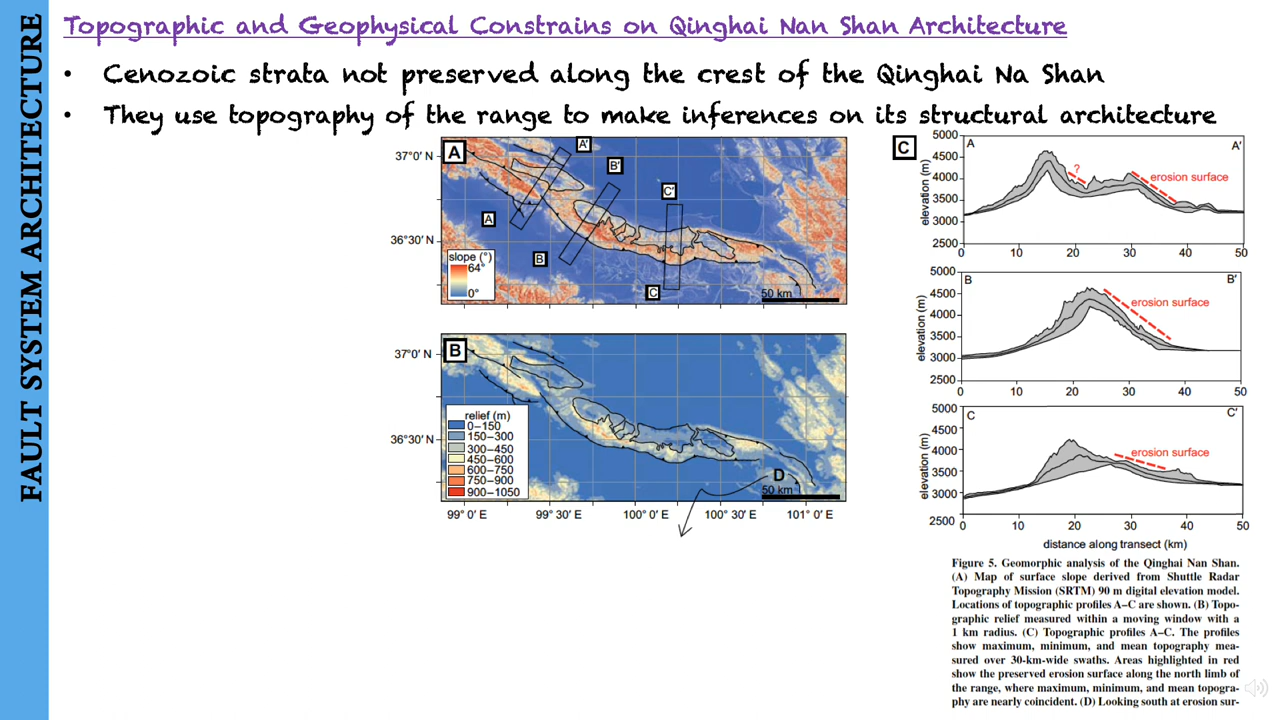 FAULT SYSTEM ARCHITECTURE
Topographic and Geophysical Constrains on Qinghai Nan Shan Architecture
• Cenozoic strata not preserved along the crest of the Qinghai Na Shan
• They use topography of the range to make inferences on its structural architecture
A
37°0′ N
36°30′ N
A'
B'
C'
A
B
C
slope (°)
64°
0°
50 km
B
37°0′ N
36°30′ N
relief (m)
0–150
150–300
300–450
450–600
600–750
750–900
900–1050
D
50 km
99° 0′ E
99° 30′ E
100° 0′ E
100° 30′ E
101° 0′ E
C
A
A'
elevation (m)
5000
4500
4000
3500
3000
2500
?
erosion surface
0 10 20 30 40 50
B
B'
elevation (m)
5000
4500
4000
3500
3000
2500
erosion surface
0 10 20 30 40 50
C
C'
elevation (m)
5000
4500
4000
3500
3000
2500
erosion surface
0 10 20 30 40 50
distance along transect (km)
Figure 5. Geomorphic analysis of the Qinghai Nan Shan.
(A) Map of surface slope derived from Shuttle Radar
Topography Mission (SRTM) 90 m digital elevation model.
Locations of topographic profiles A–C are shown. (B) Topo-
graphic relief measured within a moving window with a
1 km radius. (C) Topographic profiles A–C. The profiles
show maximum, minimum, and mean topography mea-
sured over 30-km-wide swaths. Areas highlighted in red
show the preserved erosion surface along the north limb of
the range, where maximum, minimum, and mean topogra-
phy are nearly coincident. (D) Looking south at erosion sur-